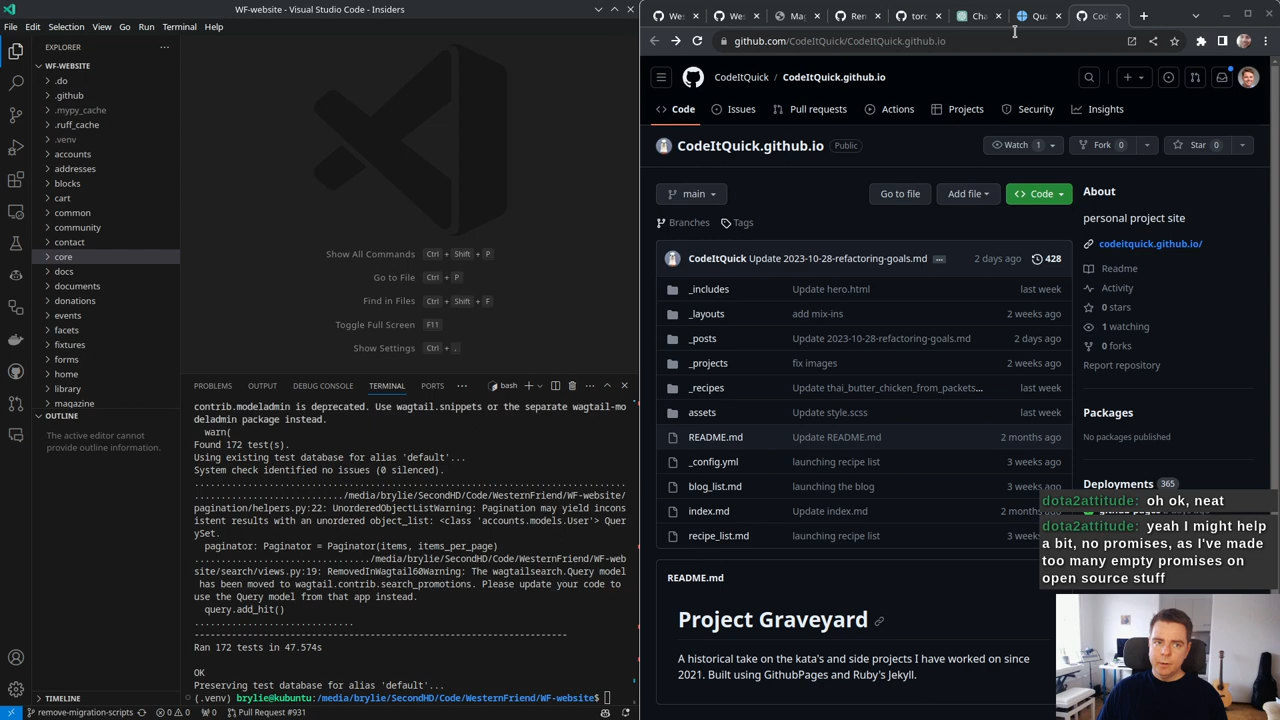 WF-website - Visual Studio Code - Insiders
File Edit Selection View Go Run Terminal Help
EXPLORER
WF-WEBSITE
.do
.github
.mypy_cache
.ruff_cache
.venv
accounts
addresses
blocks
cart
common
community
contact
core
docs
documents
donations
events
facets
fixtures
forms
home
library
magazine
OUTLINE
The active editor cannot
provide outline information.
TIMELINE
Show All Commands Ctrl + Shift + P
Go to File Ctrl + P
Find in Files Ctrl + Shift + F
Toggle Full Screen F11
Show Settings Ctrl + ,
PROBLEMS OUTPUT DEBUG CONSOLE TERMINAL PORTS
bash
contrib.modeladmin is deprecated. Use wagtail.snippets or the separate wagtail-mo
deladmin package instead.
warn(
Found 172 test(s).
Using existing test database for alias 'default'...
System check identified no issues (0 silenced).
................................................................................
.........................../media/brylie/SecondHD/Code/WesternFriend/WF-website/
pagination/helpers.py:22: UnorderedObjectListWarning: Pagination may yield incons
istent results with an unordered object_list: <class 'accounts.models.User'> Quer
ySet.
paginator: Paginator = Paginator(items, items_per_page)
................................/media/brylie/SecondHD/Code/WesternFriend/WF-web
site/search/views.py:19: RemovedInWagtail60Warning: The wagtailsearch.Query model
has been moved to wagtail.contrib.search_promotions. Please update your code to
use the Query model from that app instead.
query.add_hit()
.............................
----------------------------------------------------------------------
Ran 172 tests in 47.574s
OK
Preserving test database for alias 'default'...
(.venv) brylie@kubuntu:/media/brylie/SecondHD/Code/WesternFriend/WF-website$
remove-migration-scripts 0 0 0 Pull Request #931
Wes Wes Mag Ren torc Cha Qua Cod
github.com/CodeItQuick/CodeItQuick.github.io
CodeItQuick / CodeItQuick.github.io
Code Issues Pull requests Actions Projects Security Insights
CodeItQuick.github.io Public
Watch 1 Fork 0 Star 0
main Go to file Add file Code
Branches Tags
CodeItQuick Update 2023-10-28-refactoring-goals.md ... 2 days ago 428
_includes Update hero.html last week
_layouts add mix-ins 2 weeks ago
_posts Update 2023-10-28-refactoring-goals.md 2 days ago
_projects fix images 2 weeks ago
_recipes Update thai_butter_chicken_from_packets... last week
assets Update style.scss last week
README.md Update README.md 2 months ago
_config.yml launching recipe list 3 weeks ago
blog_list.md launching the blog
index.md Update index.md
recipe_list.md launching recipe list 3 week
About
personal project site
codeitquick.github.io/
Readme
Activity
0 stars
1 watching
0 forks
Report repository
Packages
No packages published
Deployments 365
dota2attitude: oh ok, neat
dota2attitude: yeah I might help
a bit, no promises, as I've made
too many empty promises on
open source stuff
README.md
Project Graveyard
A historical take on the kata's and side projects I have worked on since
2021. Built using GithubPages and Ruby's Jekyll.